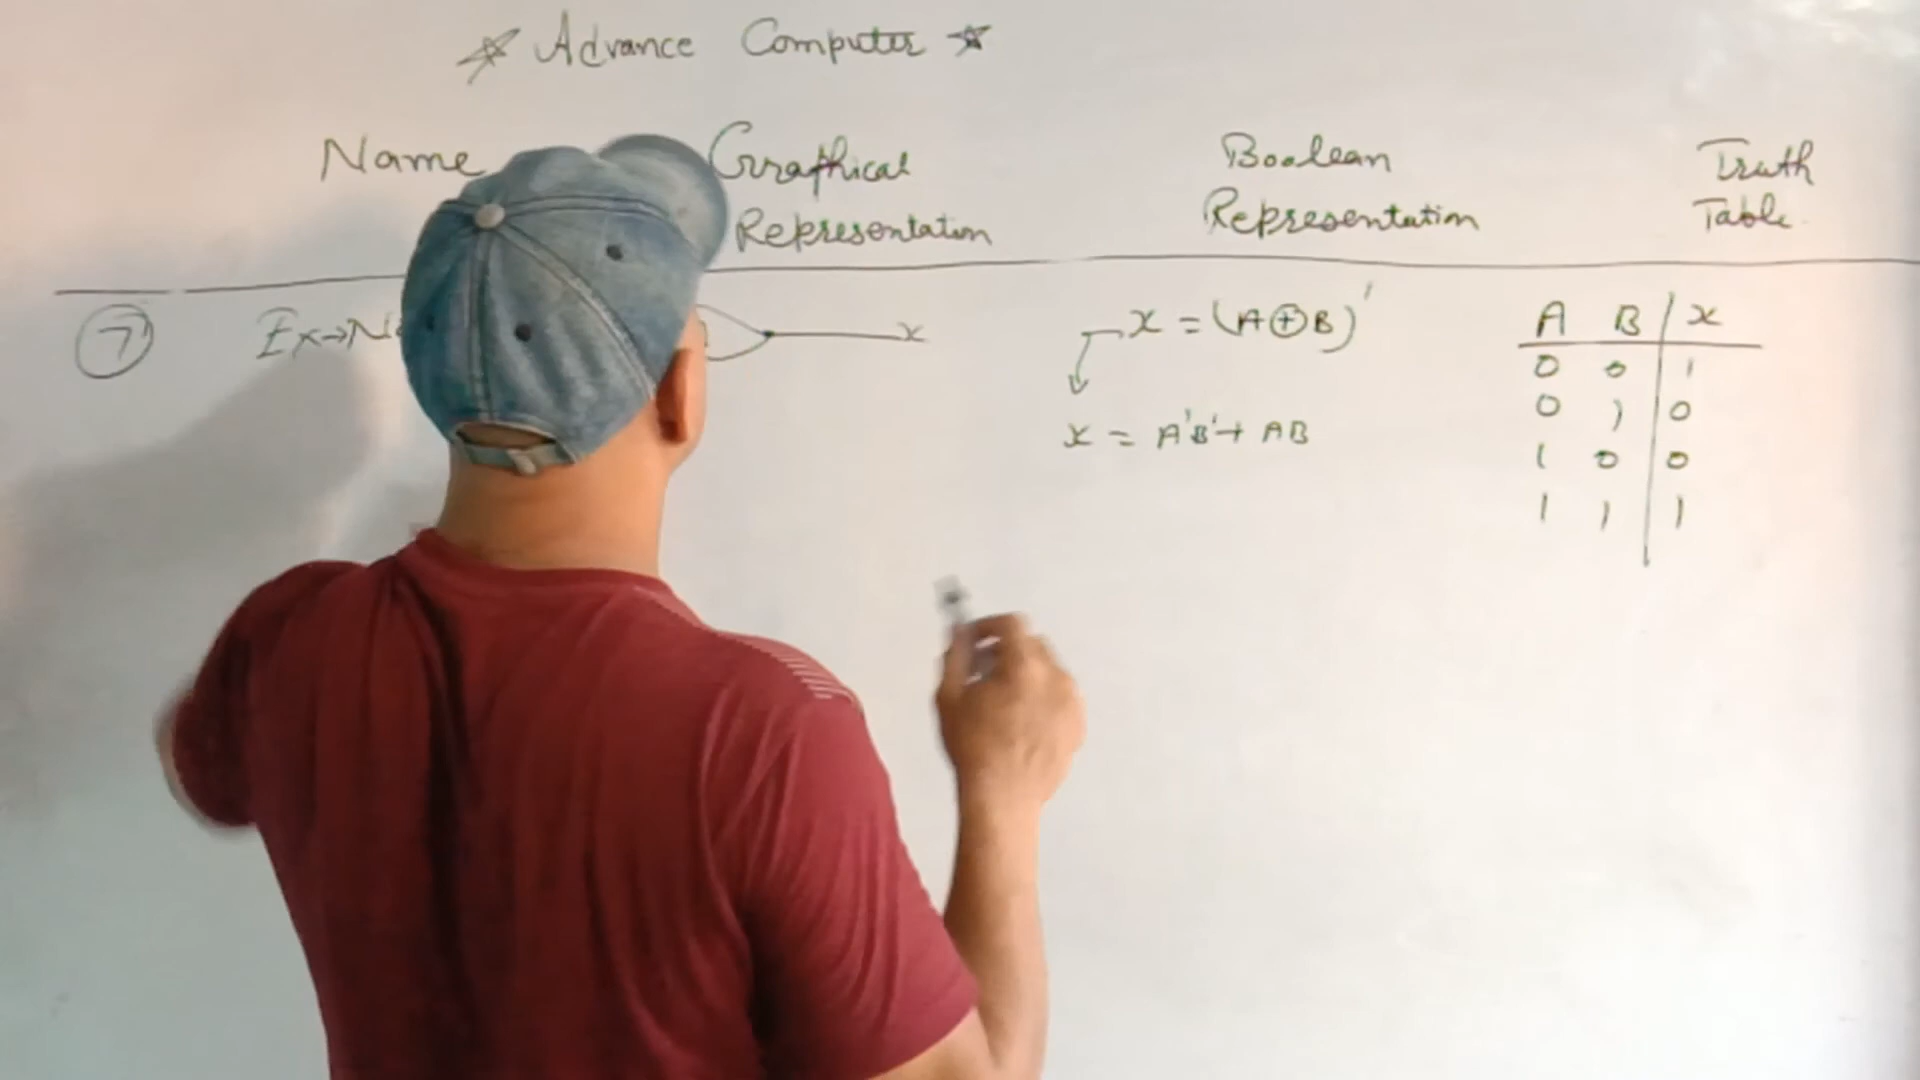 Advance Computer
Name Graphical Representation Boolean Representation Truth Table
7 x x = (A⊕B)'
x = A'B' + AB
A B x
0 0 1
0 1 0
1 0 0
1 1 1